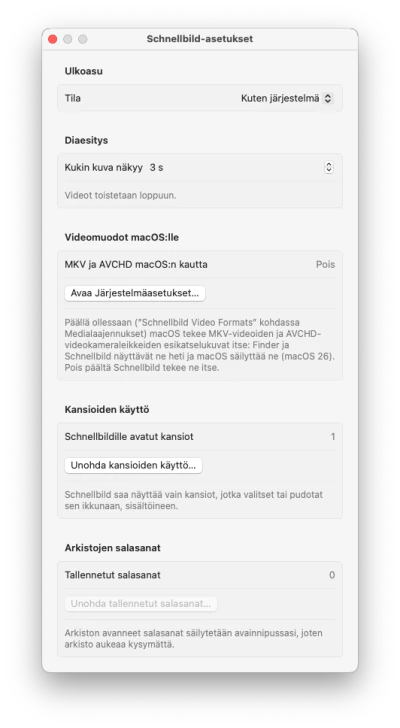 Schnellbild-asetukset
Ulkoasu
Tila Kuten järjestelmä
Diaesitys
Kukin kuva näkyy 3 s
Videot toistetaan loppuun.
Videomuodot macOS:lle
MKV ja AVCHD macOS:n kautta Pois
Avaa Järjestelmäasetukset...
Päällä ollessaan ("Schnellbild Video Formats" kohdassa
Medialaajennukset) macOS tekee MKV-videoiden ja AVCHD-
videokameraleikkeiden esikatselukuvat itse: Finder ja
Schnellbild näyttävät ne heti ja macOS säilyttää ne (macOS 26).
Pois päältä Schnellbild tekee ne itse.
Kansioiden käyttö
Schnellbildille avatut kansiot 1
Unohda kansioiden käyttö...
Schnellbild saa näyttää vain kansiot, jotka valitset tai pudotat
sen ikkunaan, sisältöineen.
Arkistojen salasanat
Tallennetut salasanat 0
Unohda tallennetut salasanat...
Arkiston avanneet salasanat säilytetään avainnipussasi, joten
arkisto aukeaa kysymättä.